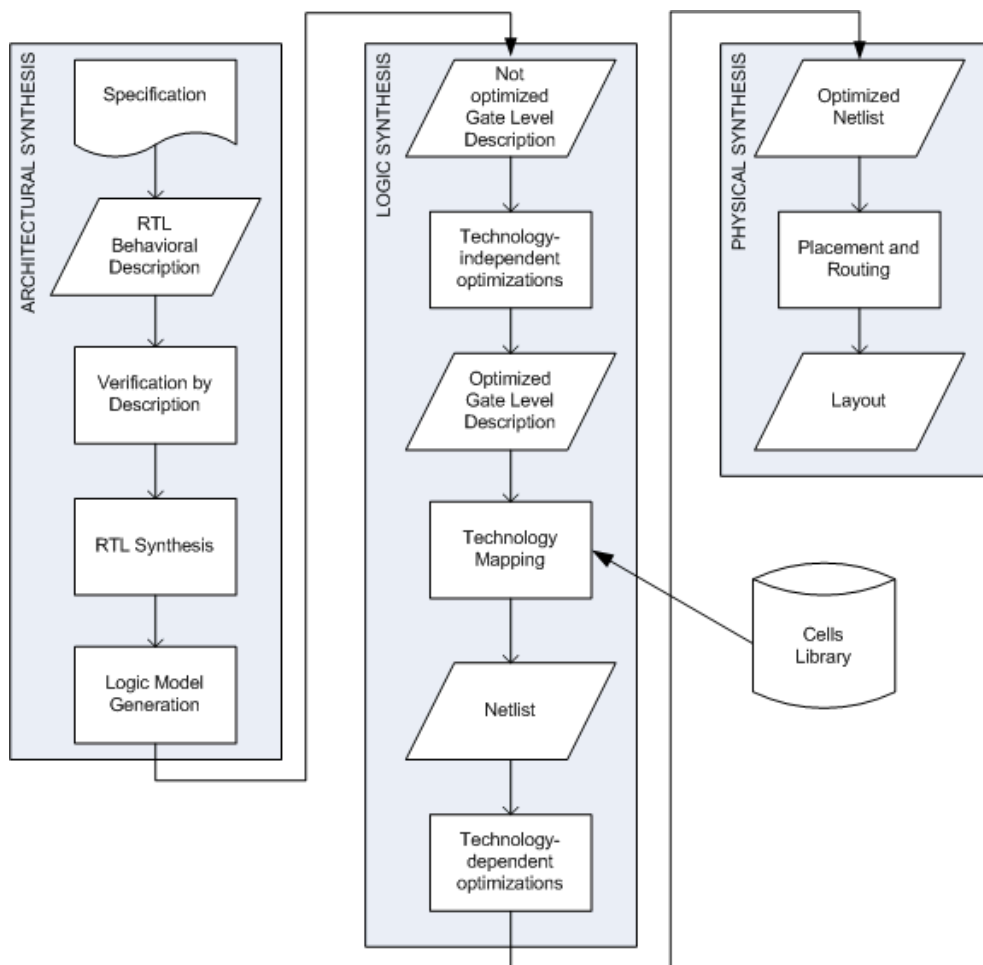 ARCHITECTURAL SYNTHESIS
Specification
RTL
Behavioral
Description
Verification by
Description
RTL Synthesis
Logic Model
Generation
LOGIC SYNTHESIS
Not
optimized
Gate Level
Description
Technology-
independent
optimizations
Optimized
Gate Level
Description
Technology
Mapping
Netlist
Technology-
dependent
optimizations
PHYSICAL SYNTHESIS
Optimized
Netlist
Placement and
Routing
Layout
Cells
Library